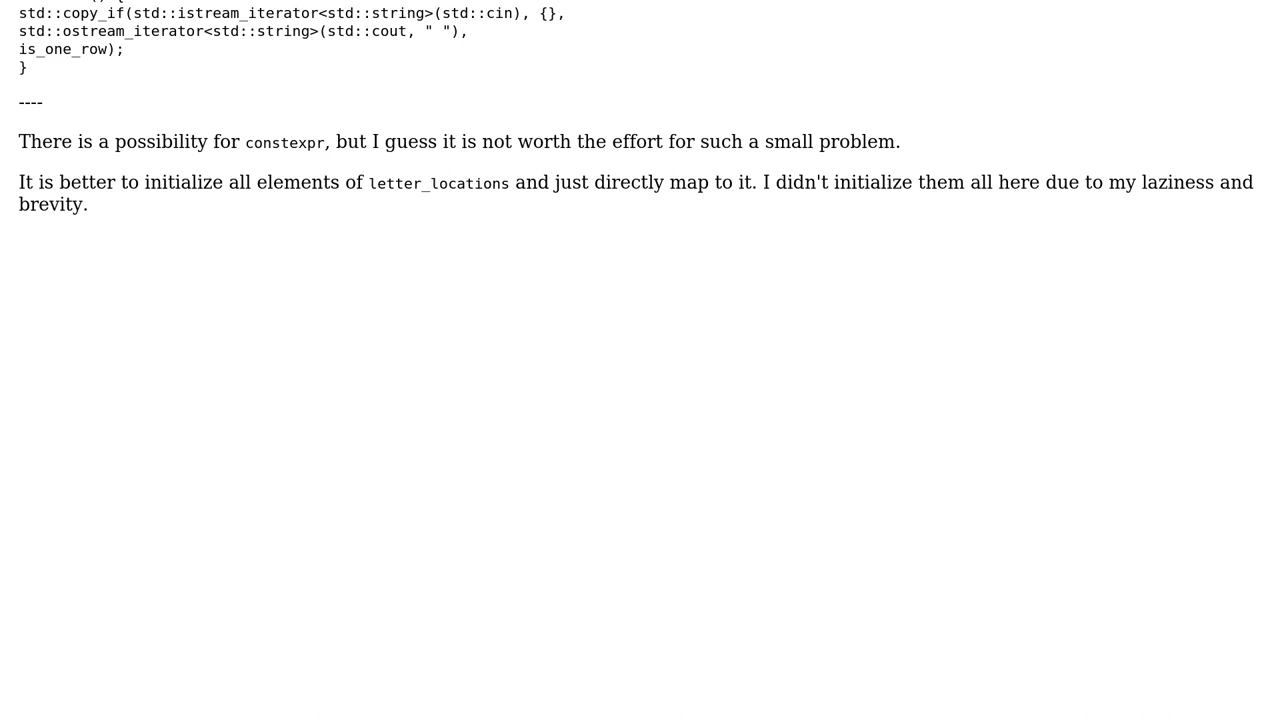 std::copy_if(std::istream_iterator<std::string>(std::cin), {},
std::ostream_iterator<std::string>(std::cout, " "),
is_one_row);
}
----
There is a possibility for constexpr, but I guess it is not worth the effort for such a small problem.
It is better to initialize all elements of letter_locations and just directly map to it. I didn't initialize them all here due to my laziness and
brevity.